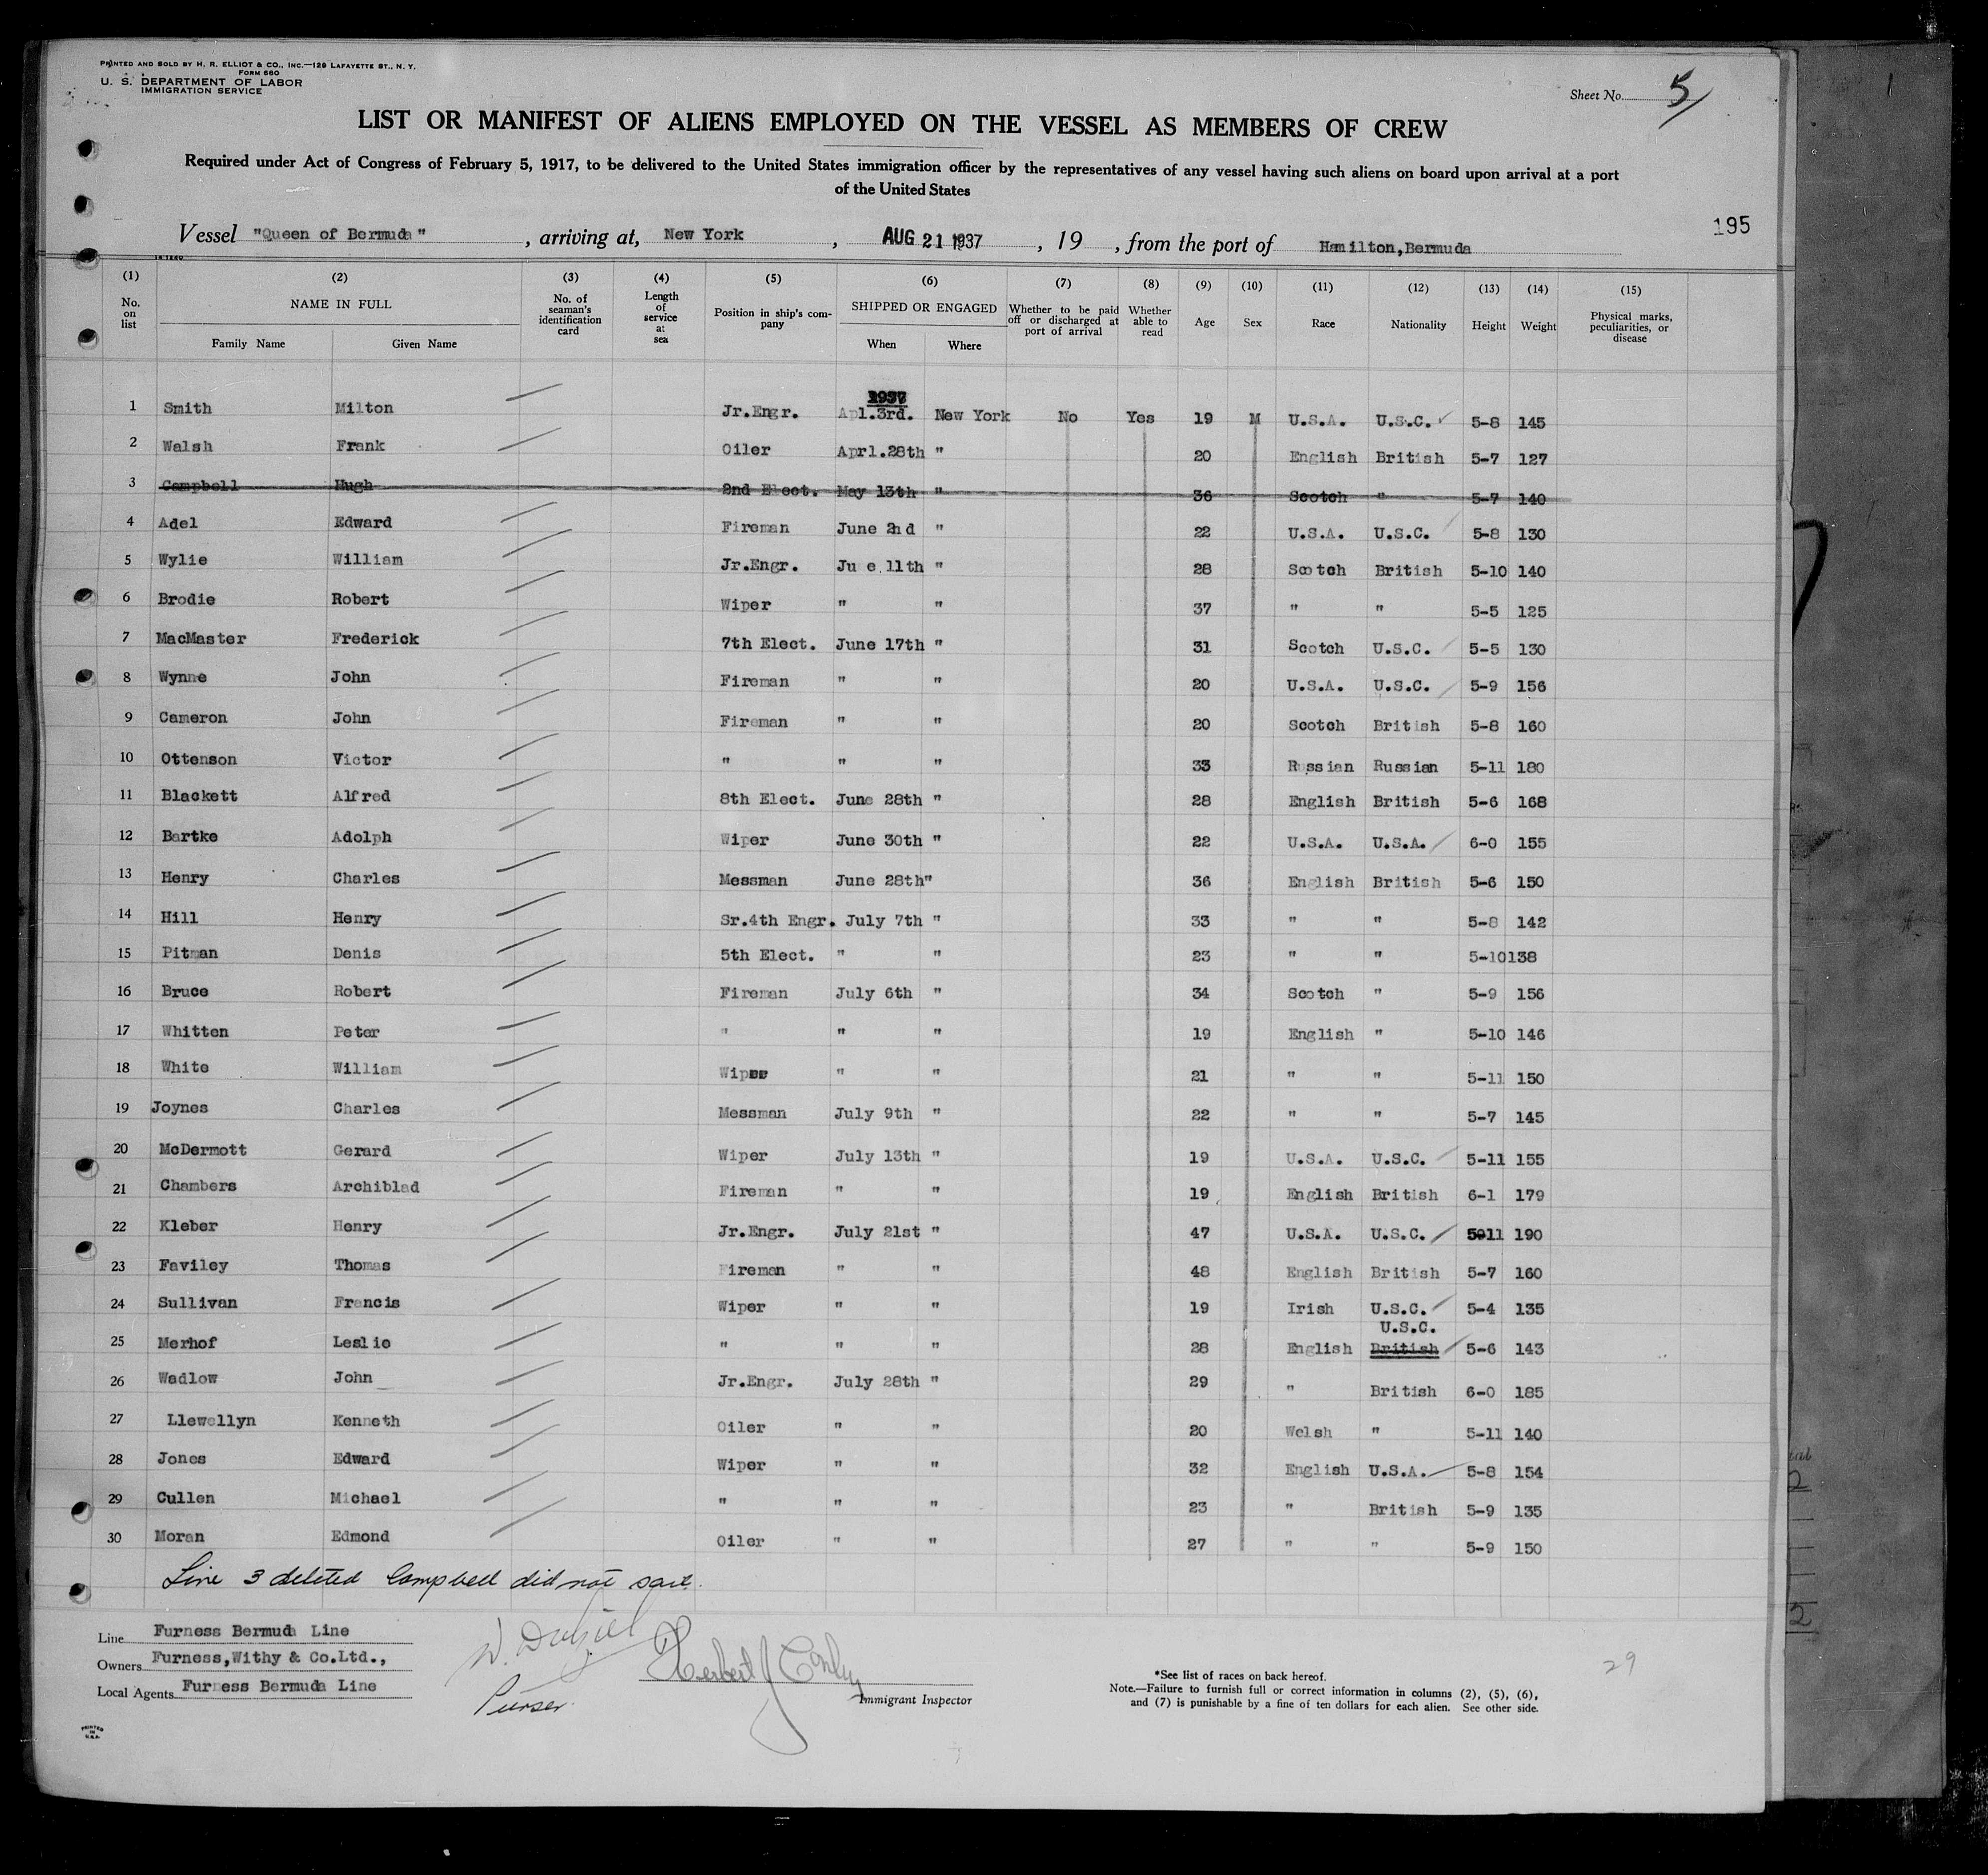 PRINTED AND SOLD BY H. R. ELLIOT & CO., INC.—129 LAFAYETTE ST., N. Y.
FORM 680
U. S. DEPARTMENT OF LABOR
IMMIGRATION SERVICE
Sheet No. 5
LIST OR MANIFEST OF ALIENS EMPLOYED ON THE VESSEL AS MEMBERS OF CREW
Required under Act of Congress of February 5, 1917, to be delivered to the United States immigration officer by the representatives of any vessel having such aliens on board upon arrival at a port
of the United States
195
Vessel "Queen of Bermuda", arriving at, New York, AUG 21 1937, 19 , from the port of Hamilton,Bermuda
(1) (2) (3) (4) (5) (6) (7) (8) (9) (10) (11) (12) (13) (14) (15)
No. on list NAME IN FULL Family Name Given Name No. of seaman's identification card Length of service at sea Position in ship's company SHIPPED OR ENGAGED When Where Whether to be paid off or discharged at port of arrival Whether able to read Age Sex Race Nationality Height Weight Physical marks, peculiarities, or disease
1937
1 Smith Milton Jr.Engr. Apl.3rd. New York No Yes 19 M U.S.A. U.S.C. 5-8 145
2 Walsh Frank Oiler Aprl.28th " 20 English British 5-7 127
3 Campbell Hugh 2nd Elect. May 13th " 36 Scotch " 5-7 140
4 Adel Edward Fireman June 2nd " 22 U.S.A. U.S.C. 5-8 130
5 Wylie William Jr.Engr. Ju e 11th " 28 Scotch British 5-10 140
6 Brodie Robert Wiper " " 37 " " 5-5 125
7 MacMaster Frederick 7th Elect. June 17th " 31 Scotch U.S.C. 5-5 130
8 Wynne John Fireman " " 20 U.S.A. U.S.C. 5-9 156
9 Cameron John Fireman " " 20 Scotch British 5-8 160
10 Ottenson Victor " " " 33 Russian Russian 5-11 180
11 Blackett Alfred 8th Elect. June 28th " 28 English British 5-6 168
12 Bartke Adolph Wiper June 30th " 22 U.S.A. U.S.A. 6-0 155
13 Henry Charles Messman June 28th" 36 English British 5-6 150
14 Hill Henry Sr.4th Engr. July 7th " 33 " " 5-8 142
15 Pitman Denis 5th Elect. " " 23 " " 5-10 138
16 Bruce Robert Fireman July 6th " 34 Scotch " 5-9 156
17 Whitten Peter " " " 19 English " 5-10 146
18 White William Wiper " " 21 " " 5-11 150
19 Joynes Charles Messman July 9th " 22 " " 5-7 145
20 McDermott Gerard Wiper July 13th " 19 U.S.A. U.S.C. 5-11 155
21 Chambers Archiblad Fireman " " 19 English British 6-1 179
22 Kleber Henry Jr.Engr. July 21st " 47 U.S.A. U.S.C. 5011 190
23 Faviley Thomas Fireman " " 48 English British 5-7 160
24 Sullivan Francis Wiper " " 19 Irish U.S.C. 5-4 135
U.S.C.
25 Merhof Leslie " " " 28 English British 5-6 143
26 Wadlow John Jr.Engr. July 28th " 29 " British 6-0 185
27 Llewellyn Kenneth Oiler " " 20 Welsh " 5-11 140
28 Jones Edward Wiper " " 32 English U.S.A. 5-8 154
29 Cullen Michael " " " 23 " British 5-9 135
30 Moran Edmond Oiler " " 27 " " 5-9 150
Line 3 deleted Campbell did not sail.
Line Furness Bermuda Line
Owners Furness,Withy & Co.Ltd.,
Local Agents Furness Bermuda Line
Purser.
Herbert J
Immigrant Inspector
*See list of races on back hereof.
Note.—Failure to furnish full or correct information in columns (2), (5), (6),
and (7) is punishable by a fine of ten dollars for each alien. See other side.
29
PRINTED IN U.S.A.